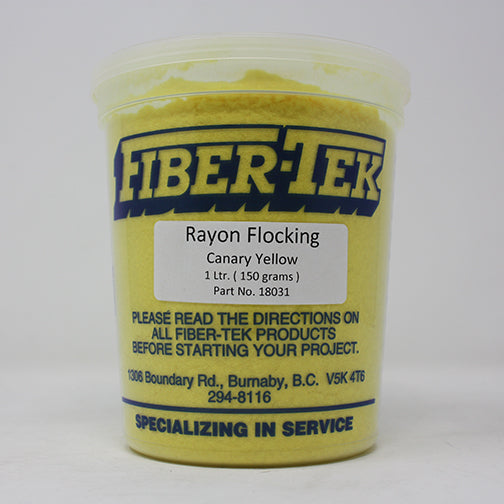 FIBER-TEK
Rayon Flocking
Canary Yellow
1 Ltr. ( 150 grams )
Part No. 18031
PLEASE READ THE DIRECTIONS ON
ALL FIBER-TEK PRODUCTS
BEFORE STARTING YOUR PROJECT.
1306 Boundary Rd., Burnaby, B.C. V5K 4T6
294-8116
SPECIALIZING IN SERVICE